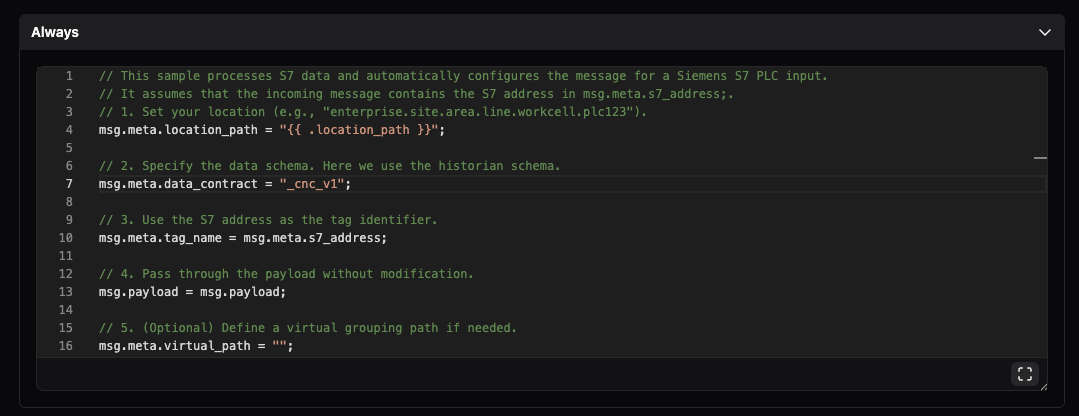 Always
1 // This sample processes S7 data and automatically configures the message for a Siemens S7 PLC input.
2 // It assumes that the incoming message contains the S7 address in msg.meta.s7_address;.
3 // 1. Set your location (e.g., "enterprise.site.area.line.workcell.plc123").
4 msg.meta.location_path = "{{ .location_path }}";
5
6 // 2. Specify the data schema. Here we use the historian schema.
7 msg.meta.data_contract = "_cnc_v1";
8
9 // 3. Use the S7 address as the tag identifier.
10 msg.meta.tag_name = msg.meta.s7_address;
11
12 // 4. Pass through the payload without modification.
13 msg.payload = msg.payload;
14
15 // 5. (Optional) Define a virtual grouping path if needed.
16 msg.meta.virtual_path = "";